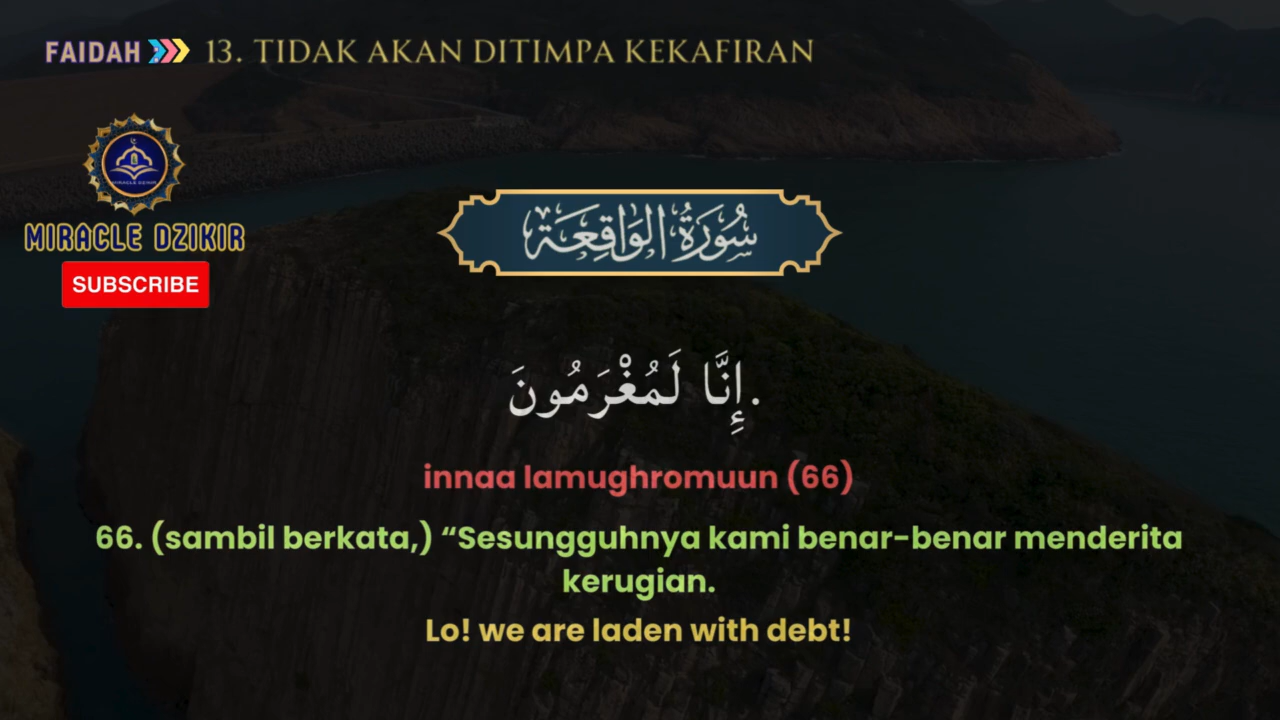 FAIDAH 13. TIDAK AKAN DITIMPA KEKAFIRAN
MIRACLE DZIKIR
SUBSCRIBE
سُورَةُ الوَاقِعَة
إِنَّا لَمُغْرَمُونَ.
innaa lamughromuun (66)
66. (sambil berkata,) “Sesungguhnya kami benar-benar menderita
kerugian.
Lo! we are laden with debt!